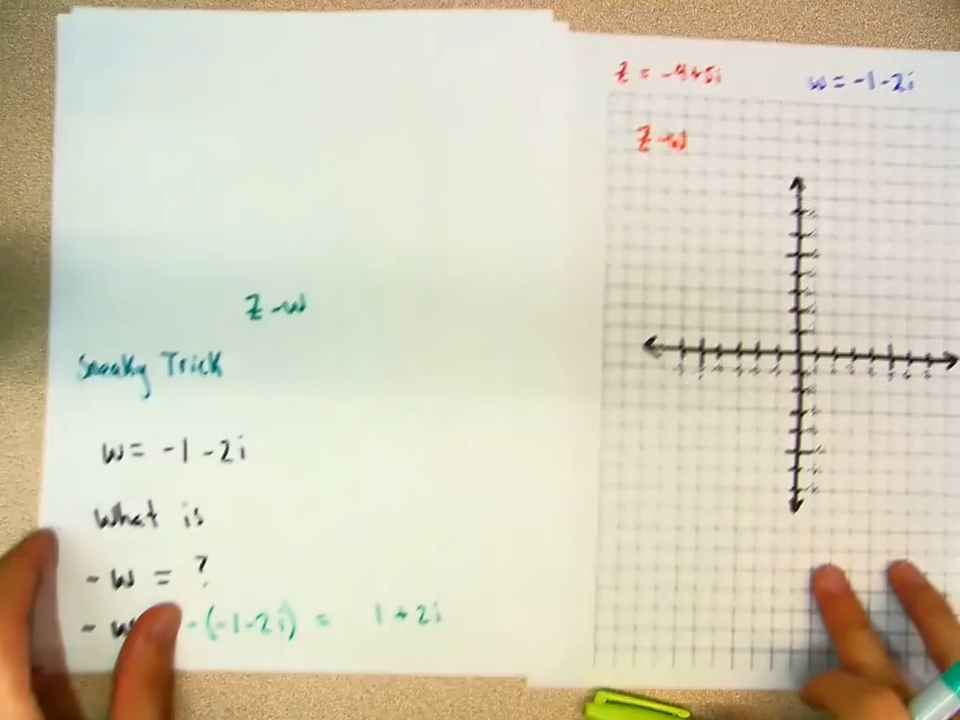 z - w
Sneaky Trick
w = -1 - 2i
What is
- w = ?
- w -(-1-2i) = 1 + 2i
z = -4+5i
w = -1 - 2i
z - w